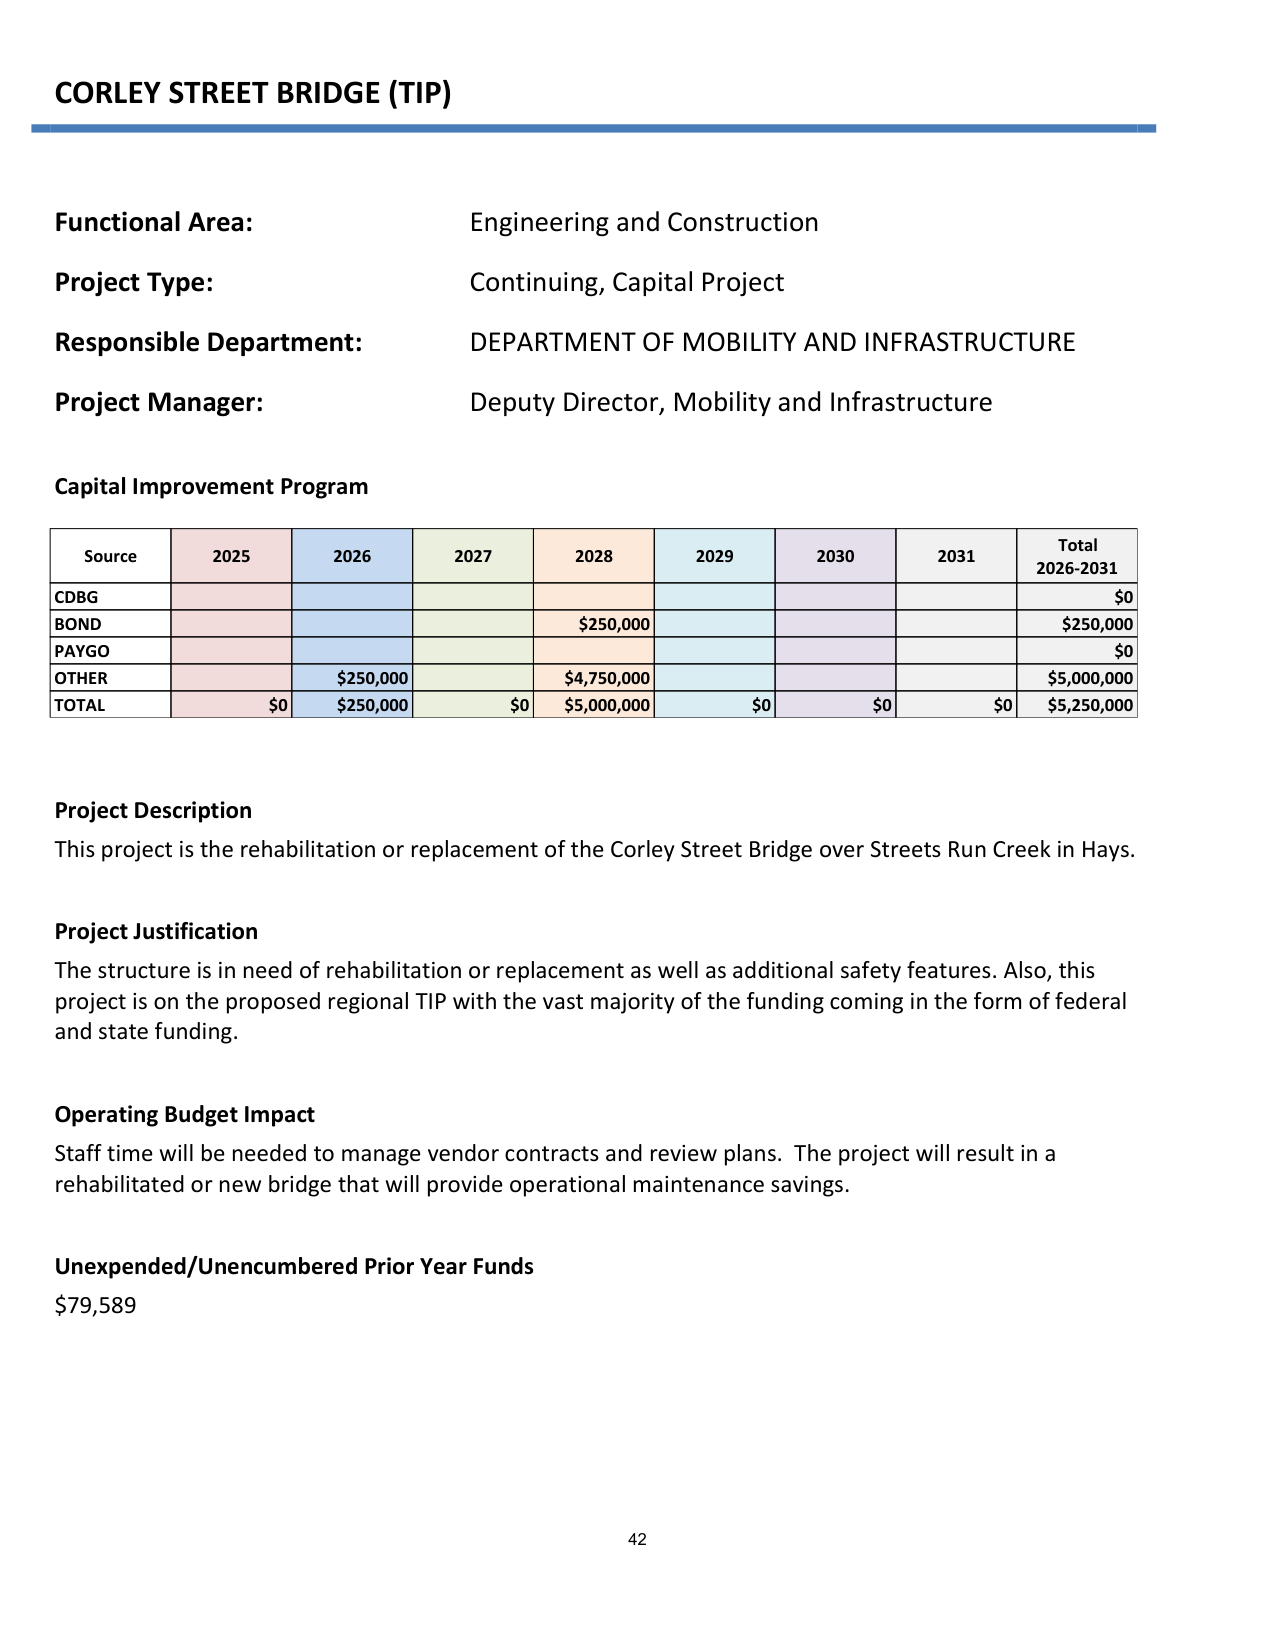 CORLEY STREET BRIDGE (TIP)
Functional Area: Engineering and Construction
Project Type: Continuing, Capital Project
Responsible Department: DEPARTMENT OF MOBILITY AND INFRASTRUCTURE
Project Manager: Deputy Director, Mobility and Infrastructure
Capital Improvement Program
Source 2025 2026 2027 2028 2029 2030 2031 Total 2026-2031
CDBG $0
BOND $250,000 $250,000
PAYGO $0
OTHER $250,000 $4,750,000 $5,000,000
TOTAL $0 $250,000 $0 $5,000,000 $0 $0 $0 $5,250,000
Project Description
This project is the rehabilitation or replacement of the Corley Street Bridge over Streets Run Creek in Hays.
Project Justification
The structure is in need of rehabilitation or replacement as well as additional safety features. Also, this
project is on the proposed regional TIP with the vast majority of the funding coming in the form of federal
and state funding.
Operating Budget Impact
Staff time will be needed to manage vendor contracts and review plans.  The project will result in a
rehabilitated or new bridge that will provide operational maintenance savings.
Unexpended/Unencumbered Prior Year Funds
$79,589
42